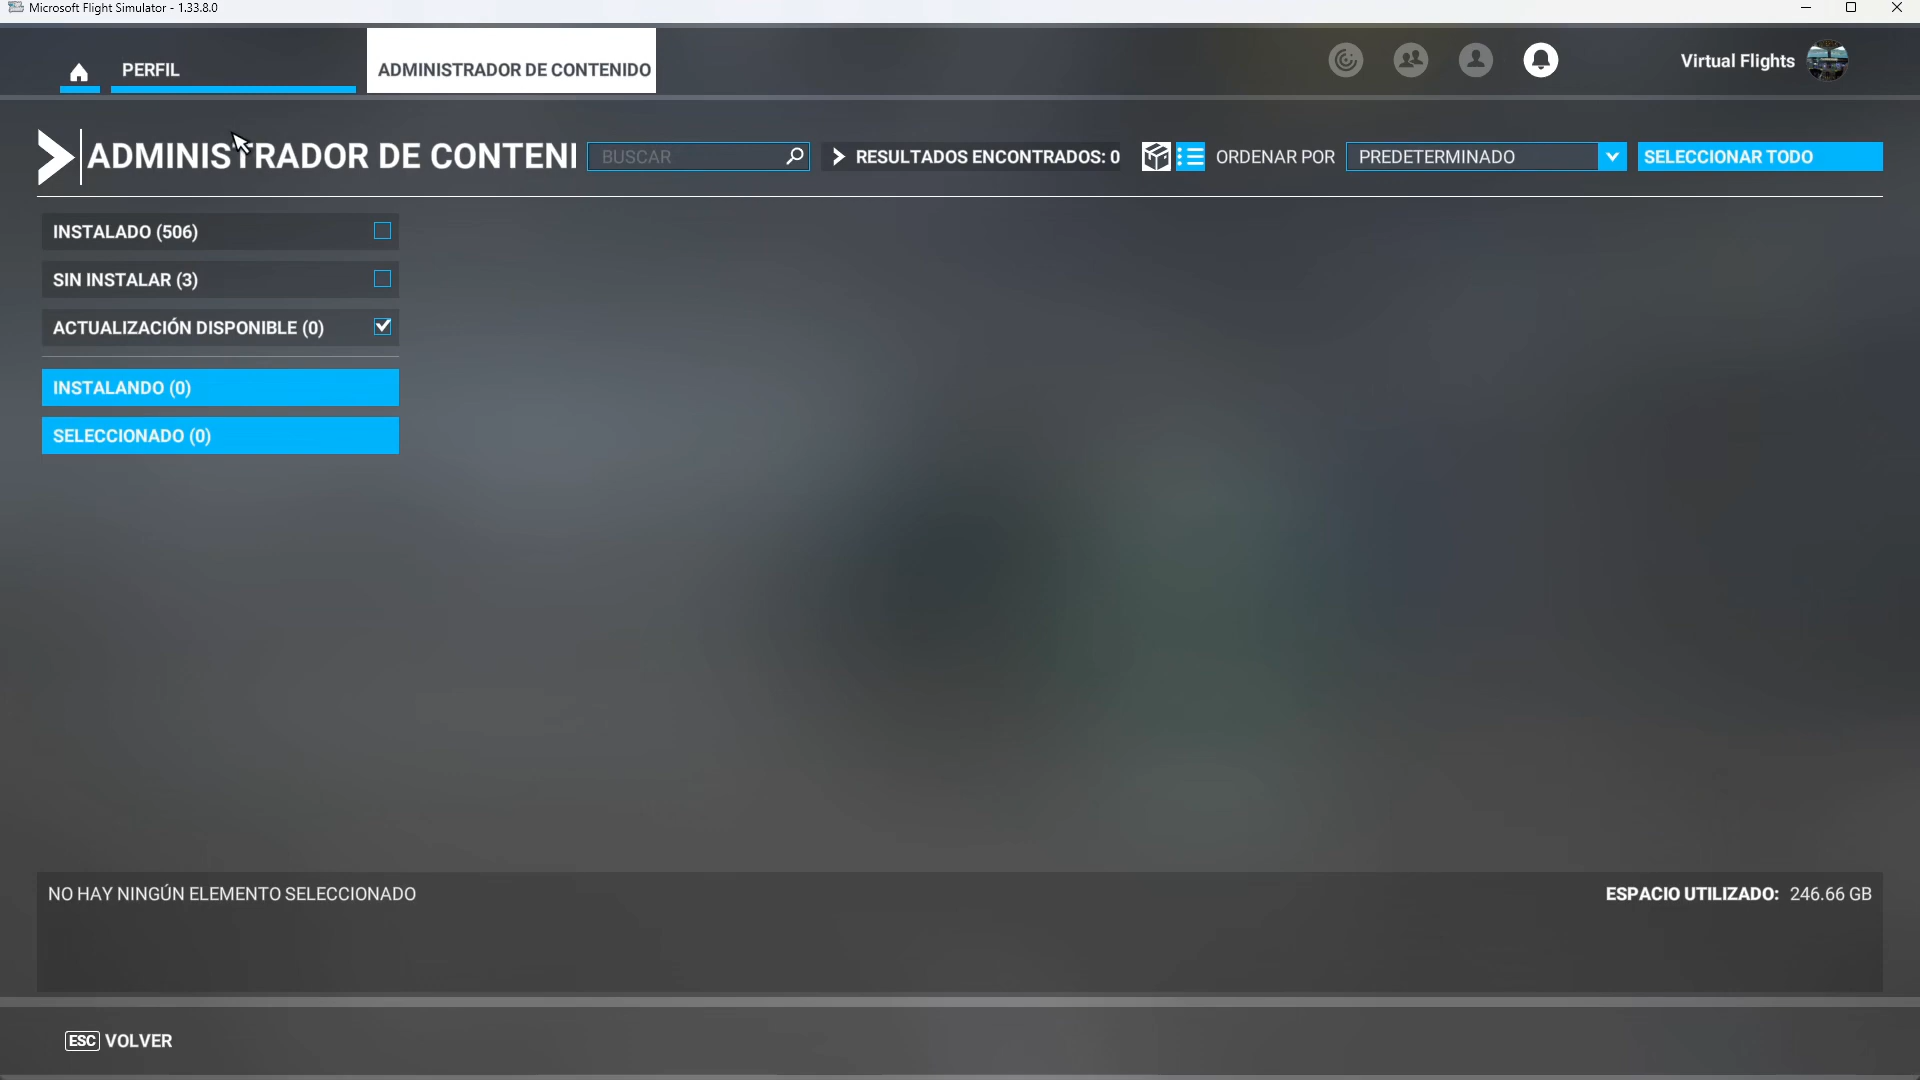 Microsoft Flight Simulator - 1.33.8.0
PERFIL
ADMINISTRADOR DE CONTENIDO
Virtual Flights
ADMINISTRADOR DE CONTENI
BUSCAR
RESULTADOS ENCONTRADOS: 0
ORDENAR POR
PREDETERMINADO
SELECCIONAR TODO
INSTALADO (506)
SIN INSTALAR (3)
ACTUALIZACIÓN DISPONIBLE (0)
INSTALANDO (0)
SELECCIONADO (0)
NO HAY NINGÚN ELEMENTO SELECCIONADO
ESPACIO UTILIZADO: 246.66 GB
ESC VOLVER